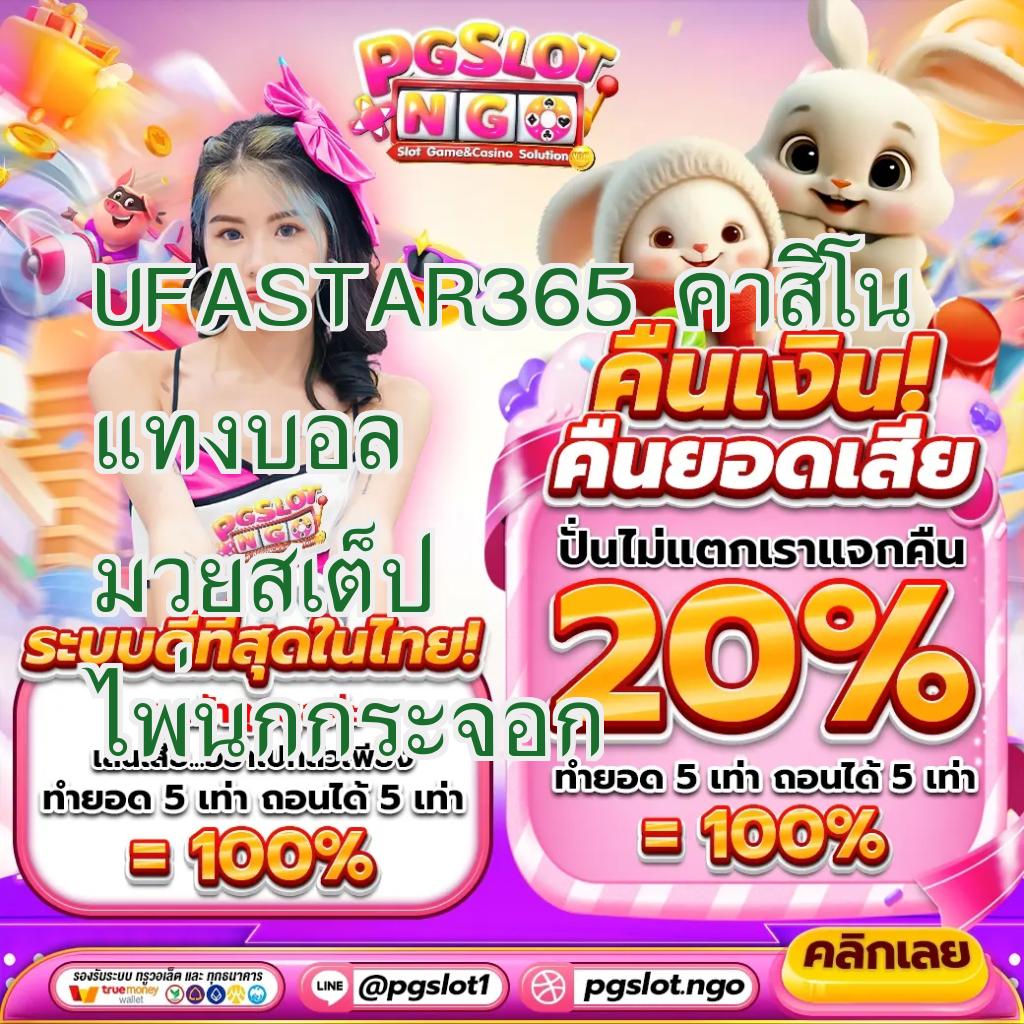 PGSLOT
NGO
Slot Game&Casino Solution
UFASTAR365 คาสิโน
แทงบอล
มวยสเต็ป
ไพ่นกกระจอก
คืนเงิน!
คืนยอดเสีย
ปั่นไม่แตกเราแจกคืน
20%
ทำยอด 5 เท่า ถอนได้ 5 เท่า
= 100%
PGSLOT
NGO
ระบบดีที่สุดในไทย!
ทำยอด 5 เท่า ถอนได้ 5 เท่า
= 100%
คลิกเลย
รองรับระบบ ทรูวอเล็ต และ ทุกธนาคาร
truemoney
wallet
LINE @pgslot1
pgslot.ngo